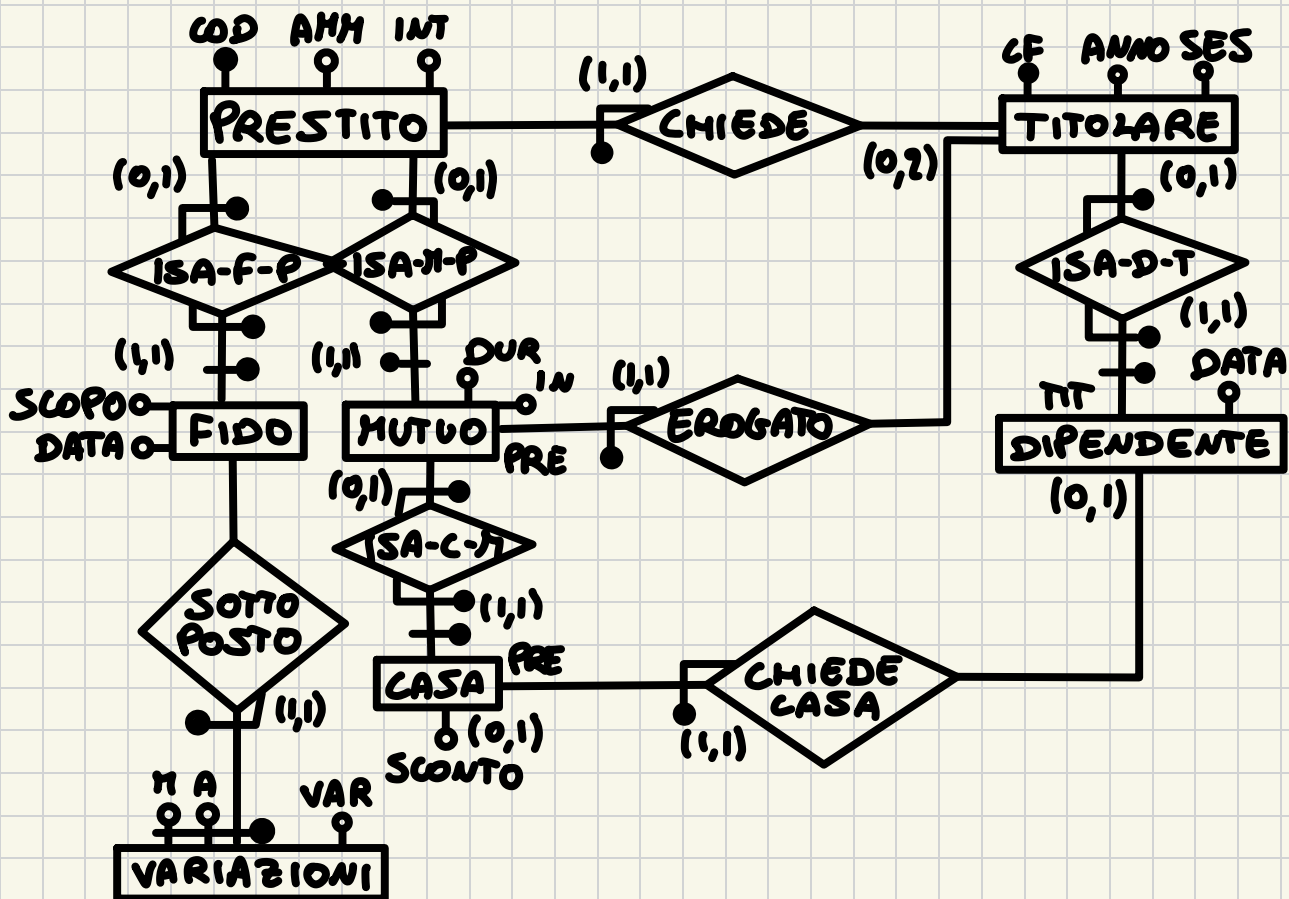 COD AMM INT
CF ANNO SES
(1,1)
PRESTITO
CHIEDE
TITOLARE
(0,1)
(0,1)
(0,2)
(0,1)
ISA-F-P
ISA-M-P
ISA-D-T
(1,1)
(1,1)
(1,1)
DUR
IN
(1,1)
DATA
TIT
SCOPO
DATA
FIDO
MUTUO
EROGATO
DIPENDENTE
PRE
(0,1)
(0,1)
ISA-C-M
SOTTO
POSTO
(1,1)
PRE
CASA
CHIEDE
CASA
(1,1)
(0,1)
(1,1)
SCONTO
M A
VAR
VARIAZIONI